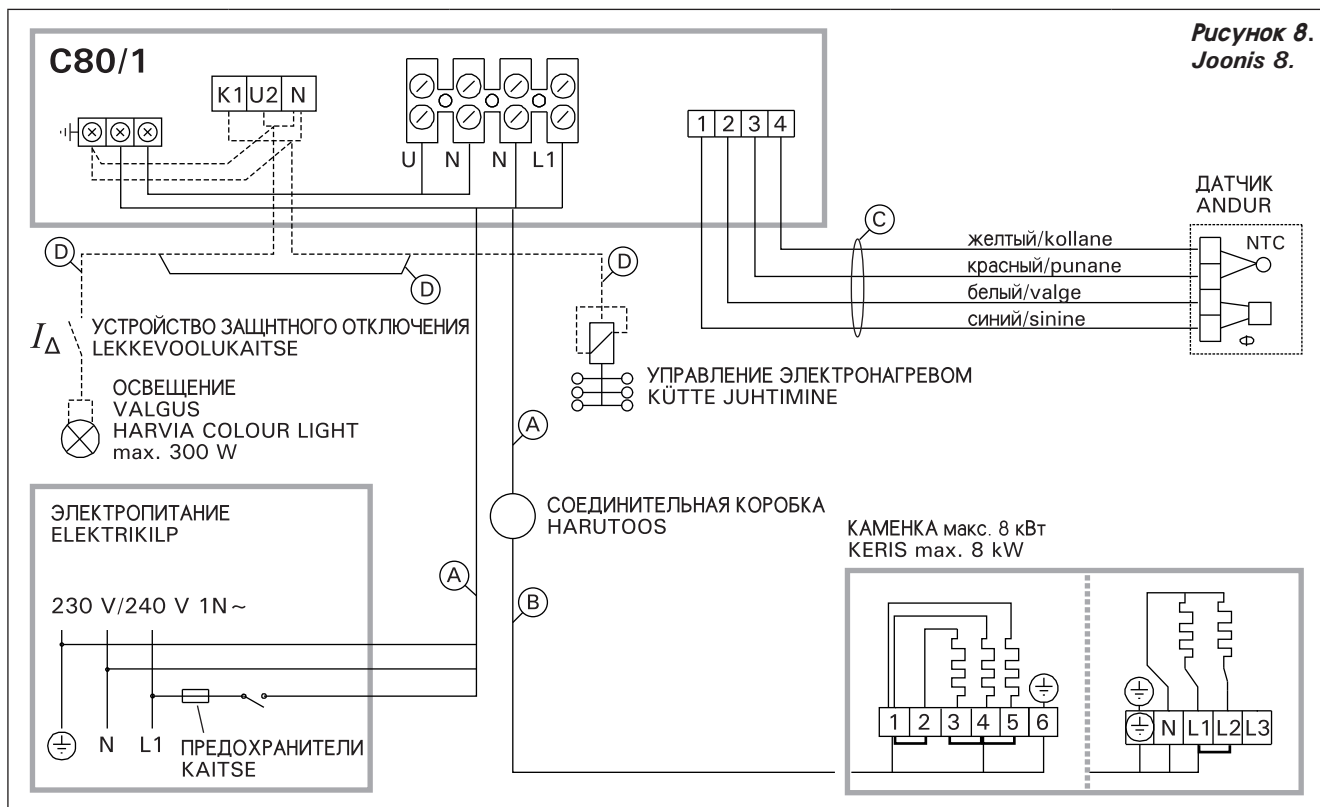 Рисунок 8.
Joonis 8.
C80/1
K1 U2 N
U N N L1
1 2 3 4
ДАТЧИК
ANDUR
NTC
C
желтый/kollane
красный/punane
белый/valge
синий/sinine
Ф
D
D
D
IΔ
УСТРОЙСТВО ЗАЩНТНОГО ОТКЛЮЧЕНИЯ
LEKKEVOOLUKAITSE
ОСВЕЩЕНИЕ
VALGUS
HARVIA COLOUR LIGHT
max. 300 W
УПРАВЛЕНИЕ ЭЛЕКТРОНАГРЕВОМ
KÜTTE JUHTIMINE
A
СОЕДИНИТЕЛЬНАЯ КОРОБКА
HARUTOOS
A
B
ЭЛЕКТРОПИТАНИЕ
ELEKTRIKILP
230 V/240 V 1N~
N L1
ПРЕДОХРАНИТЕЛИ
KAITSE
КАМЕНКА макс. 8 кВт
KERIS max. 8 kW
1 2 3 4 5 6
N L1 L2 L3